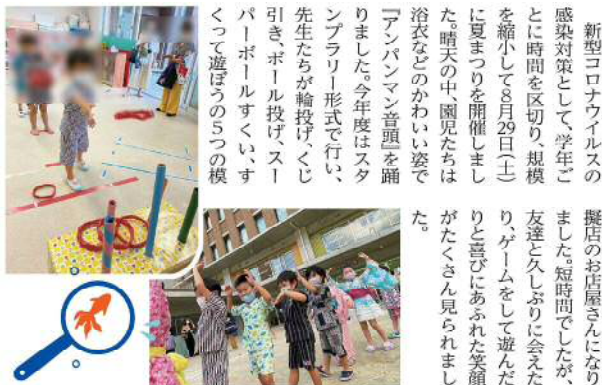 新型コロナウイルスの
感染対策として、学年ご
とに時間を区切り、規模
を縮小して8月29日(土)
に夏まつりを開催しまし
た。晴天の中、園児たちは
浴衣などのかわいい姿で
『アンパンマン音頭』を踊
りました。今年度はスタ
ンプラリー形式で行い、
先生たちが輪投げ、くじ
引き、ボール投げ、スー
パーボールすくい、す
くって遊ぼうの5つの模
擬店のお店屋さんになり
ました。短時間でしたが、
友達と久しぶりに会えた
り、ゲームをして遊んだ
りと喜びにあふれた笑顔
がたくさん見られまし
た。